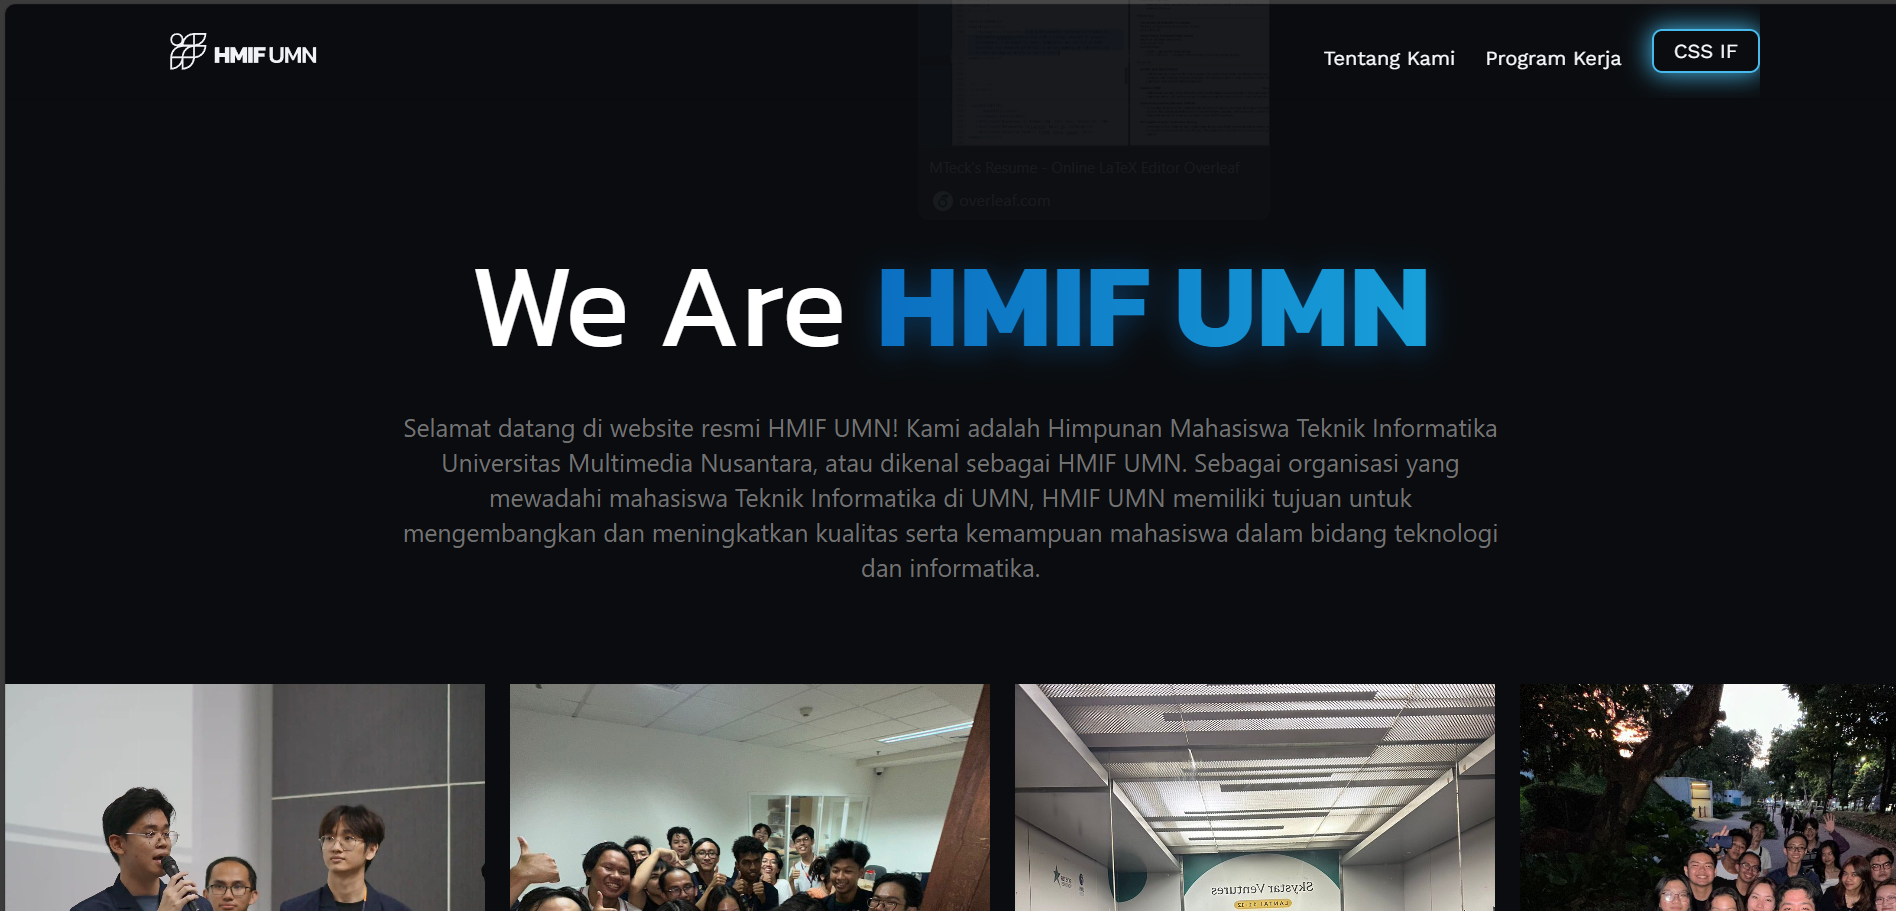 HMIF UMN
Tentang Kami
Program Kerja
CSS IF
MTeck's Resume - Online LaTeX Editor Overleaf
overleaf.com
We Are HMIF UMN
Selamat datang di website resmi HMIF UMN! Kami adalah Himpunan Mahasiswa Teknik Informatika
Universitas Multimedia Nusantara, atau dikenal sebagai HMIF UMN. Sebagai organisasi yang
mewadahi mahasiswa Teknik Informatika di UMN, HMIF UMN memiliki tujuan untuk
mengembangkan dan meningkatkan kualitas serta kemampuan mahasiswa dalam bidang teknologi
dan informatika.
Skystar Ventures
LANTAI 11-12